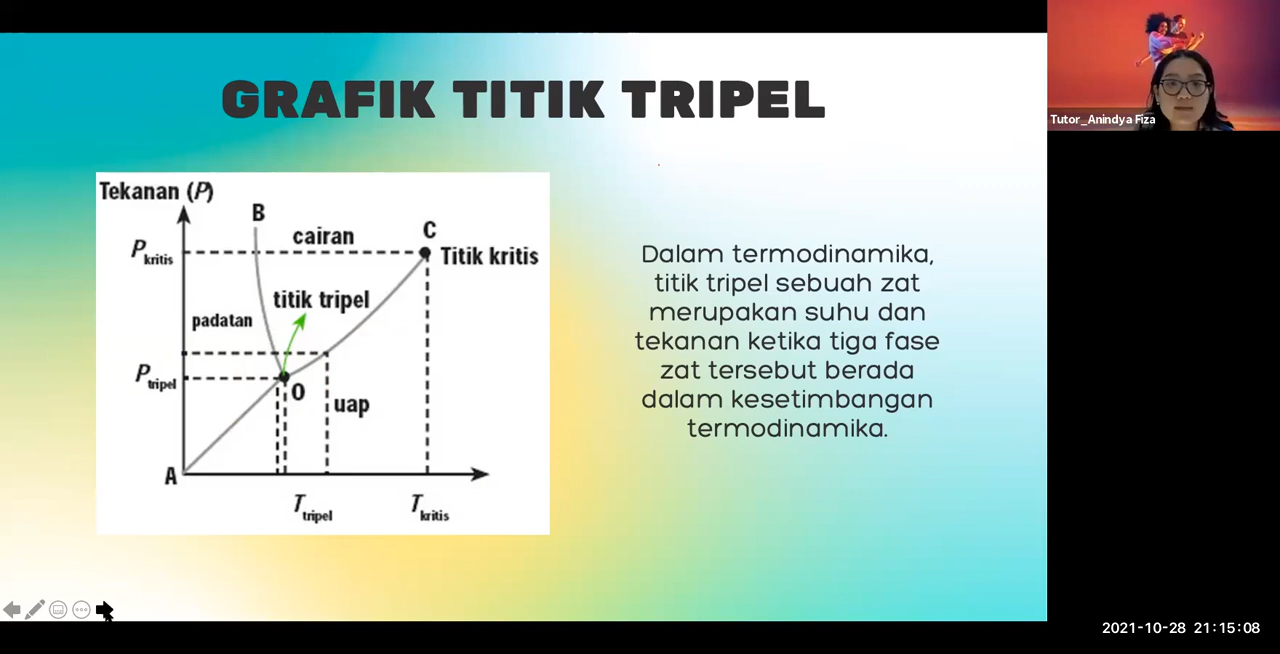 GRAFIK TITIK TRIPEL
Tutor_Anindya Fiza
Tekanan (P)
B
cairan
C
P kritis
Titik kritis
titik tripel
padatan
P tripel
O
uap
A
T tripel
T kritis
Dalam termodinamika,
titik tripel sebuah zat
merupakan suhu dan
tekanan ketika tiga fase
zat tersebut berada
dalam kesetimbangan
termodinamika.
2021-10-28 21:15:08